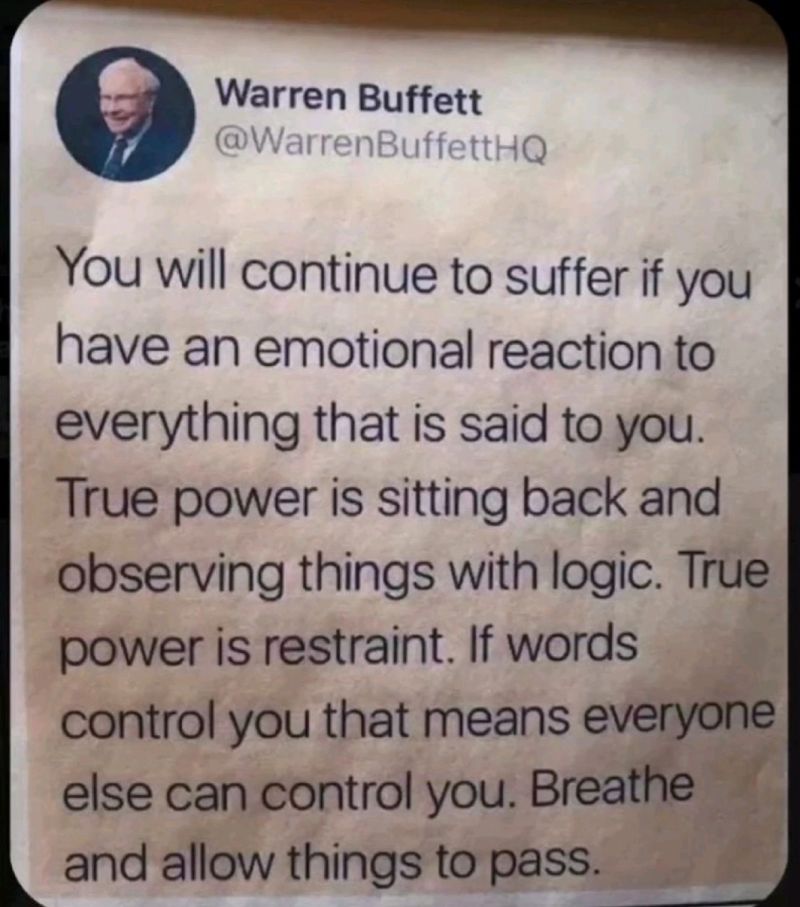 Warren Buffett
@WarrenBuffettHQ
You will continue to suffer if you
have an emotional reaction to
everything that is said to you.
True power is sitting back and
observing things with logic. True
power is restraint. If words
control you that means everyone
else can control you. Breathe
and allow things to pass.